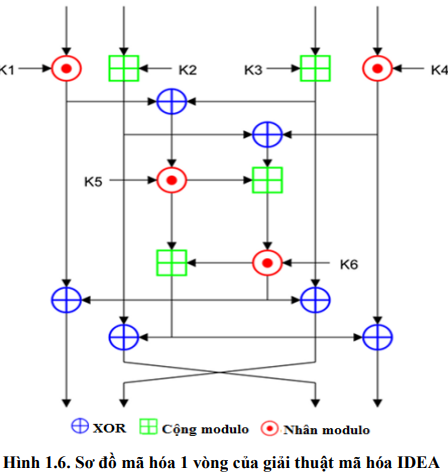 K1 K2 K3 K4
K5
K6
XOR Cộng modulo Nhân modulo
Hình 1.6. Sơ đồ mã hóa 1 vòng của giải thuật mã hóa IDEA